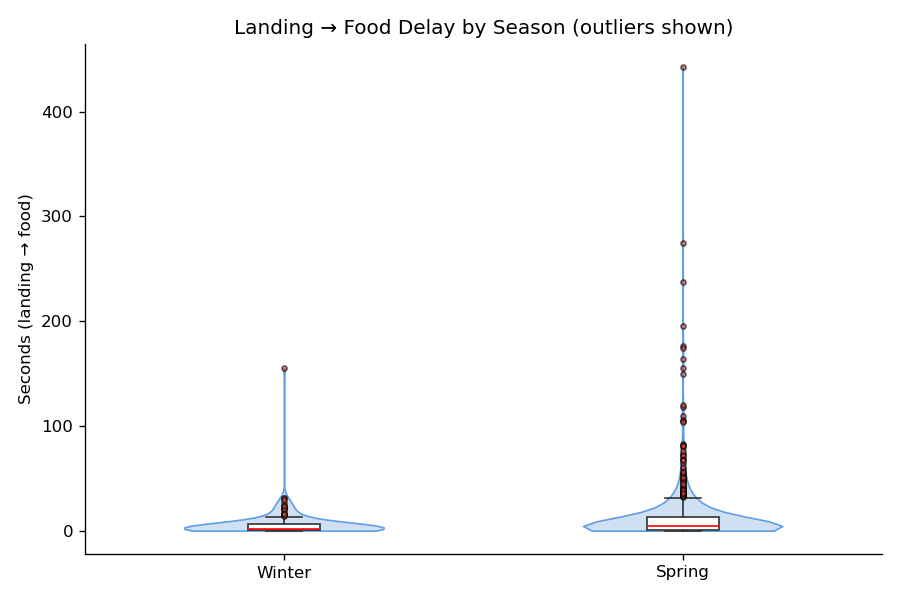 Landing → Food Delay by Season (outliers shown)
Seconds (landing → food)
400
300
200
100
0
Winter
Spring